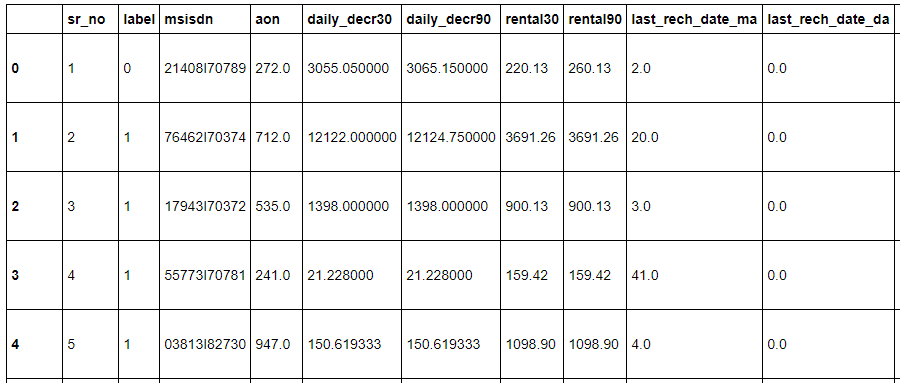 sr_no label msisdn aon daily_decr30 daily_decr90 rental30 rental90 last_rech_date_ma last_rech_date_da
0 1 0 21408I70789 272.0 3055.050000 3065.150000 220.13 260.13 2.0 0.0
1 2 1 76462I70374 712.0 12122.000000 12124.750000 3691.26 3691.26 20.0 0.0
2 3 1 17943I70372 535.0 1398.000000 1398.000000 900.13 900.13 3.0 0.0
3 4 1 55773I70781 241.0 21.228000 21.228000 159.42 159.42 41.0 0.0
4 5 1 03813I82730 947.0 150.619333 150.619333 1098.90 1098.90 4.0 0.0